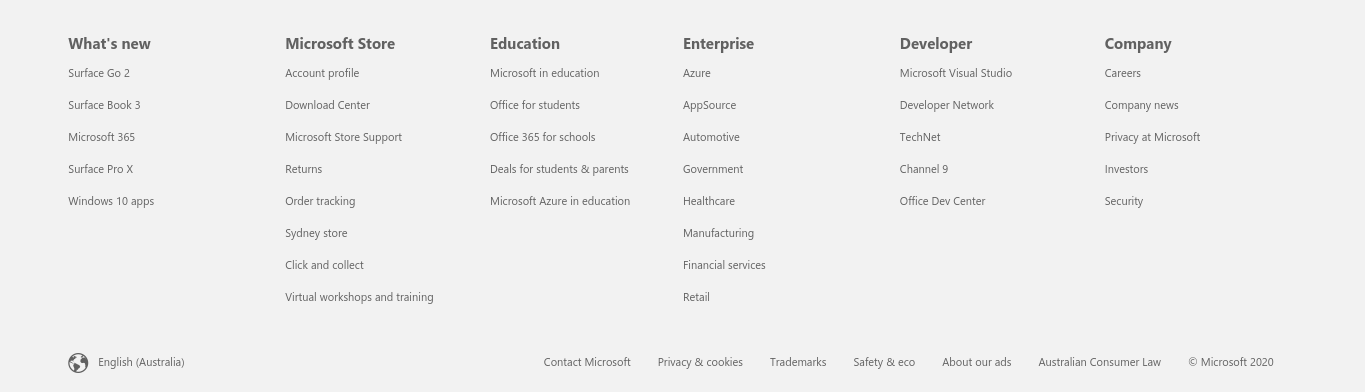 What's new
Surface Go 2
Surface Book 3
Microsoft 365
Surface Pro X
Windows 10 apps
Microsoft Store
Account profile
Download Center
Microsoft Store Support
Returns
Order tracking
Sydney store
Click and collect
Virtual workshops and training
Education
Microsoft in education
Office for students
Office 365 for schools
Deals for students & parents
Microsoft Azure in education
Enterprise
Azure
AppSource
Automotive
Government
Healthcare
Manufacturing
Financial services
Retail
Developer
Microsoft Visual Studio
Developer Network
TechNet
Channel 9
Office Dev Center
Company
Careers
Company news
Privacy at Microsoft
Investors
Security
English (Australia)
Contact Microsoft
Privacy & cookies
Trademarks
Safety & eco
About our ads
Australian Consumer Law
© Microsoft 2020